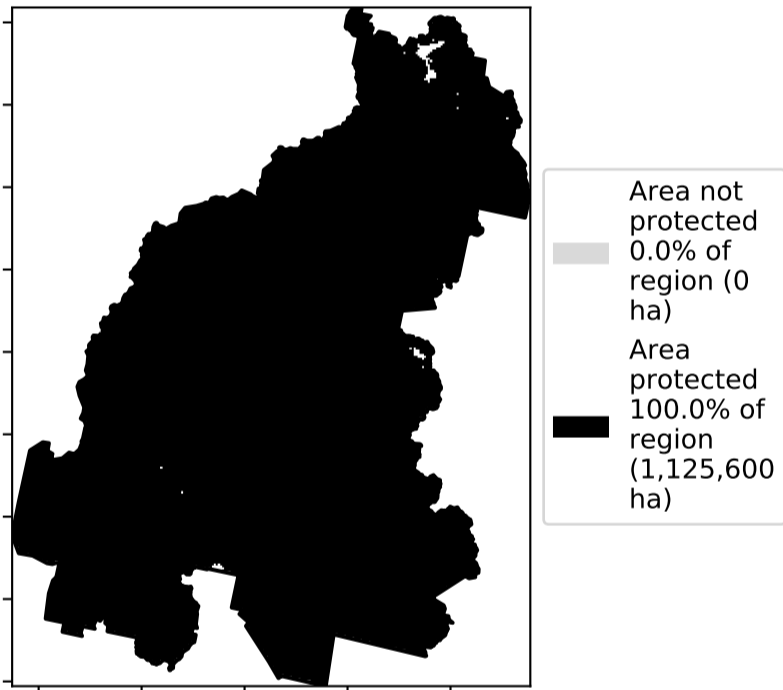 Area not
protected
0.0% of
region (0
ha)
Area
protected
100.0% of
region
(1,125,600
ha)